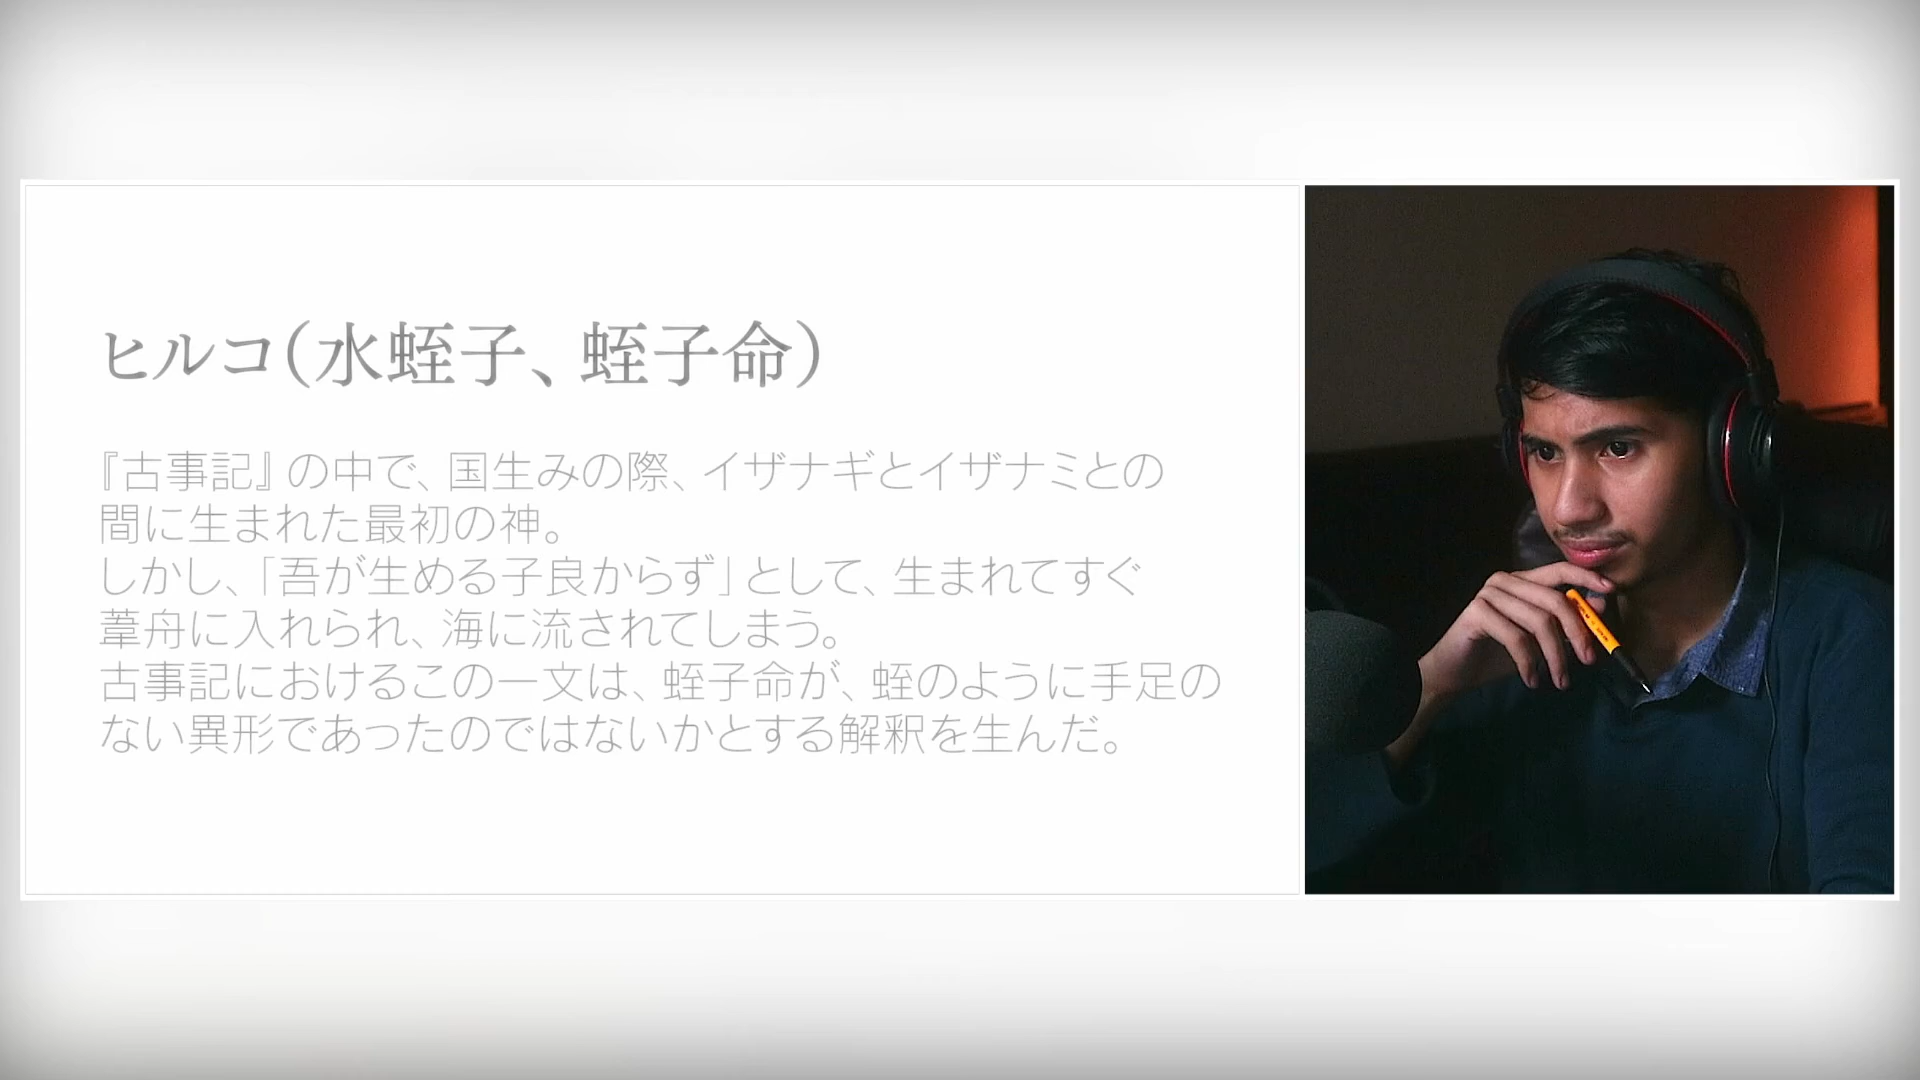 ヒルコ(水蛭子、蛭子命)
『古事記』の中で、国生みの際、イザナギとイザナミとの
間に生まれた最初の神。
しかし、「吾が生める子良からず」として、生まれてすぐ
葦舟に入れられ、海に流されてしまう。
古事記におけるこの一文は、蛭子命が、蛭のように手足の
ない異形であったのではないかとする解釈を生んだ。